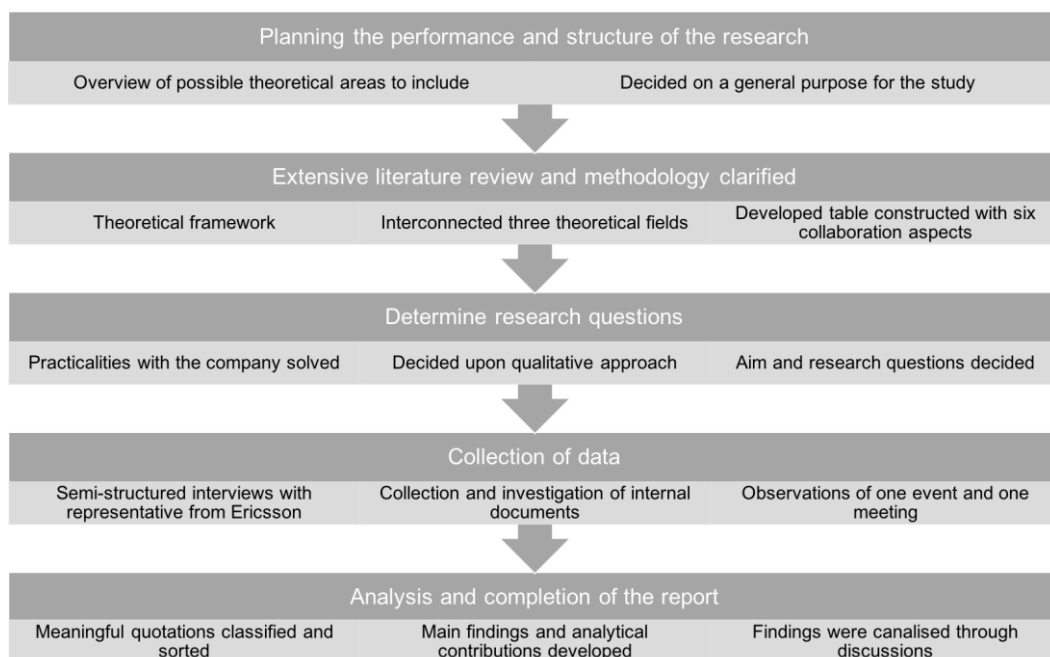 Planning the performance and structure of the research
Overview of possible theoretical areas to include
Decided on a general purpose for the study
Extensive literature review and methodology clarified
Theoretical framework
Interconnected three theoretical fields
Developed table constructed with six
collaboration aspects
Determine research questions
Practicalities with the company solved
Decided upon qualitative approach
Aim and research questions decided
Collection of data
Semi-structured interviews with
representative from Ericsson
Collection and investigation of internal
documents
Observations of one event and one
meeting
Analysis and completion of the report
Meaningful quotations classified and
sorted
Main findings and analytical
contributions developed
Findings were canalised through
discussions